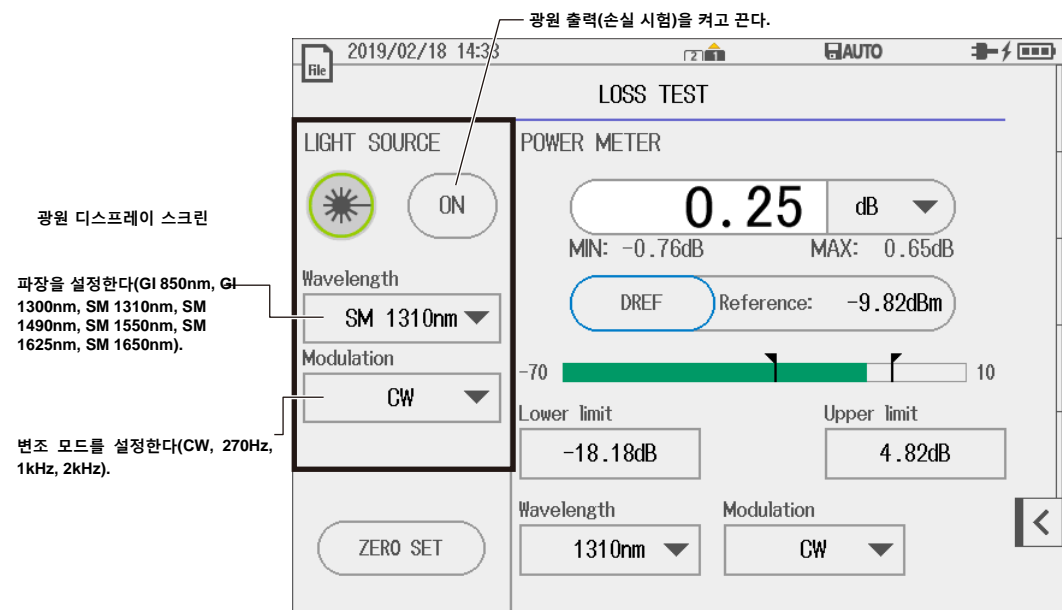 광원 출력(손실 시험)을 켜고 끈다.
File
2019/02/18 14:33
2 1
AUTO
LOSS TEST
LIGHT SOURCE
POWER METER
ON
0.25 dB
MIN: -0.76dB MAX: 0.65dB
광원 디스프레이 스크린
파장을 설정한다(GI 850nm, GI
1300nm, SM 1310nm, SM
1490nm, SM 1550nm, SM
1625nm, SM 1650nm).
Wavelength
SM 1310nm
DREF Reference: -9.82dBm
Modulation
CW
-70 10
Lower limit Upper limit
-18.18dB 4.82dB
변조 모드를 설정한다(CW, 270Hz,
1kHz, 2kHz).
Wavelength Modulation
ZERO SET
1310nm CW